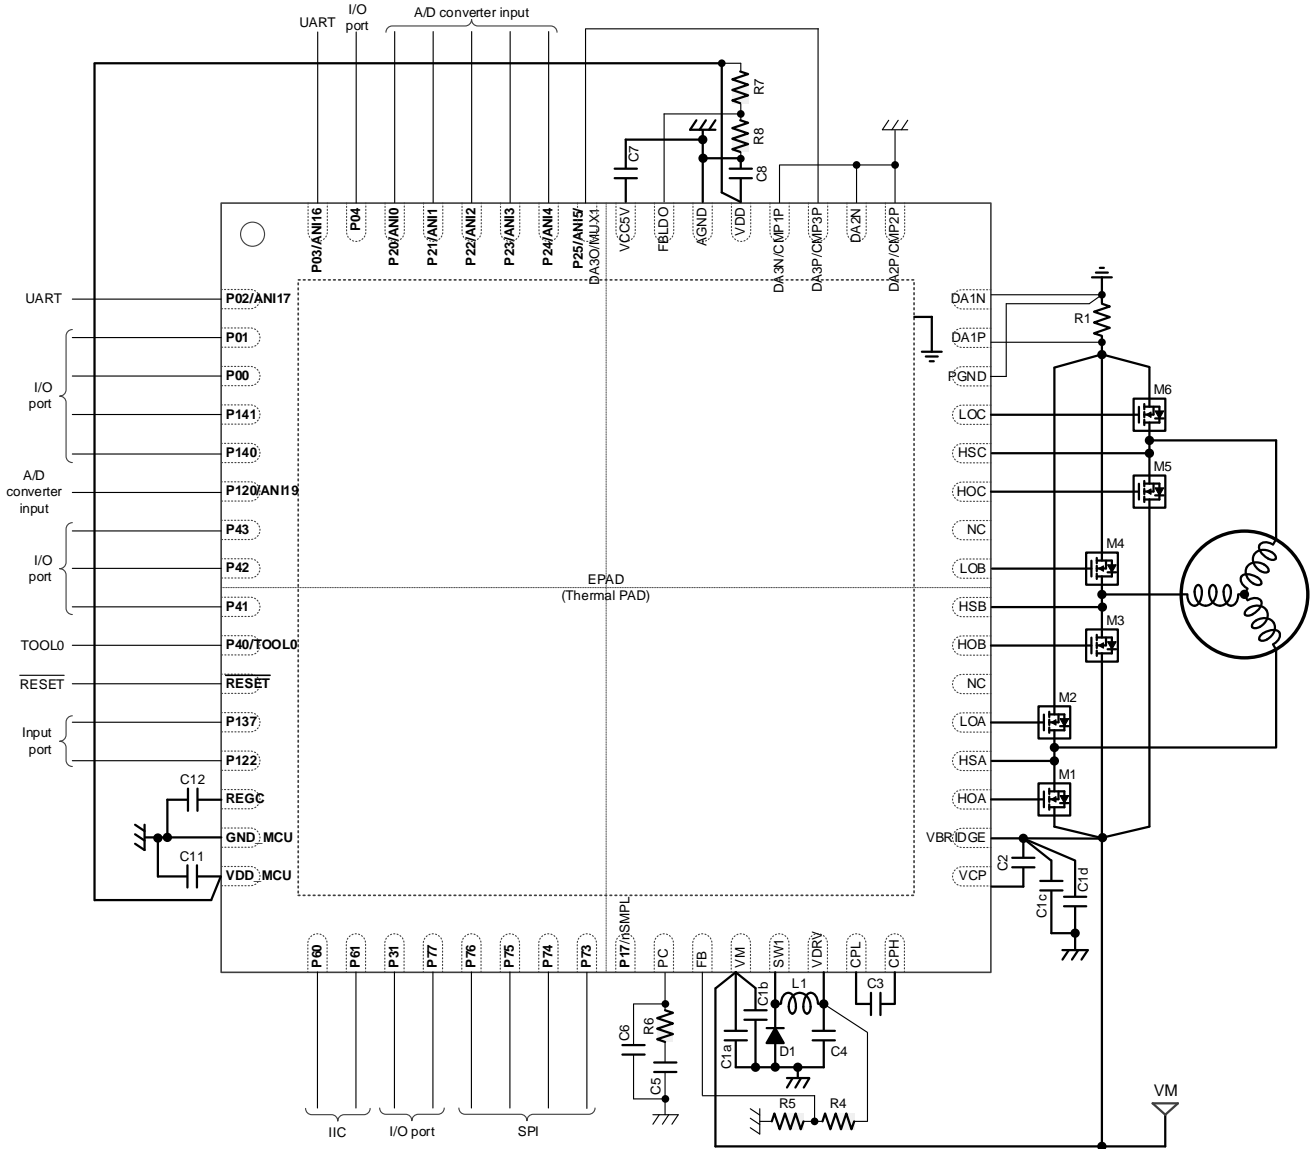 UART
I/O
port
A/D converter input
R7
R8
C7
C8
P03/ANI16
P04
P20/ANI0
P21/ANI1
P22/ANI2
P23/ANI3
P24/ANI4
P25/ANI5/
DA3O/MUX1
VCC5V
FBLDO
AGND
VDD
DA3N/CMP1P
DA3P/CMP3P
DA2N
DA2P/CMP2P
UART
P02/ANI17
P01
P00
P141
P140
I/O
port
A/D
converter
input
P120/ANI19
P43
P42
P41
I/O
port
TOOL0
P40/TOOL0
RESET
RESET
Input
port
P137
P122
C12
REGC
GND_MCU
C11
VDD_MCU
EPAD
(Thermal PAD)
DA1N
DA1P
PGND
LOC
HSC
HOC
NC
LOB
HSB
HOB
NC
LOA
HSA
HOA
VBRIDGE
VCP
R1
M6
M5
M4
M3
M2
M1
C2
C1c
C1d
P60
P61
P31
P77
P76
P75
P74
P73
P17/nSMPL
PC
FB
VM
SW1
VDRV
CPL
CPH
C6
R6
C5
C1a
C1b
L1
D1
C4
C3
R5
R4
IIC
I/O port
SPI
VM